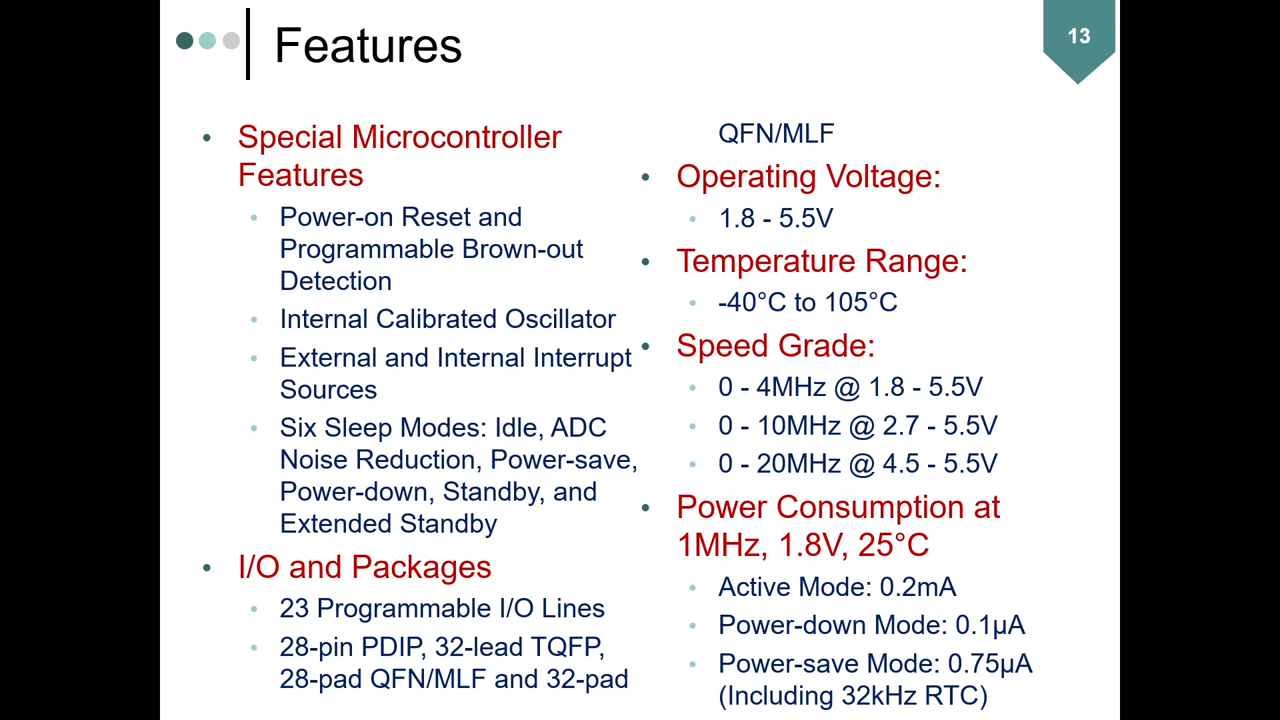 Features
13
Special Microcontroller
Features
Power-on Reset and
Programmable Brown-out
Detection
Internal Calibrated Oscillator
External and Internal Interrupt
Sources
Six Sleep Modes: Idle, ADC
Noise Reduction, Power-save,
Power-down, Standby, and
Extended Standby
I/O and Packages
23 Programmable I/O Lines
28-pin PDIP, 32-lead TQFP,
28-pad QFN/MLF and 32-pad
QFN/MLF
Operating Voltage:
1.8 - 5.5V
Temperature Range:
-40°C to 105°C
Speed Grade:
0 - 4MHz @ 1.8 - 5.5V
0 - 10MHz @ 2.7 - 5.5V
0 - 20MHz @ 4.5 - 5.5V
Power Consumption at
1MHz, 1.8V, 25°C
Active Mode: 0.2mA
Power-down Mode: 0.1µA
Power-save Mode: 0.75µA
(Including 32kHz RTC)